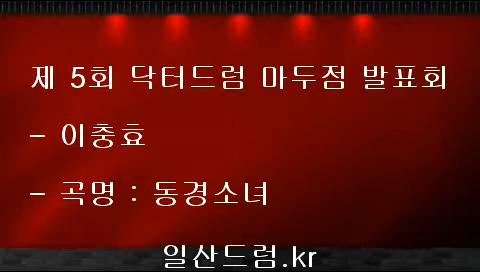 제 5회 닥터드럼 마두점 발표회
- 이충효
- 곡명 : 동경소녀
일산드럼.kr